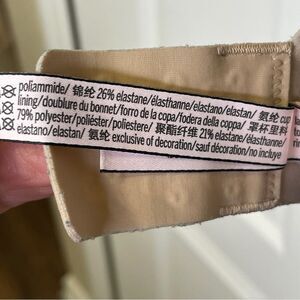 poliammide/ 锦纶 26% elastane/élasthanne/elastano/elastan/ 氨纶 cup
lining/doublure du bonnet/forro de la copa/fodera della coppa/ 罩杯里料
79% polyester/poliéster/poliestere/ 聚酯纤维 21% elastane/élasthanne/
elastano/elastan/ 氨纶 exclusive of decoration/sauf décoration/no incluye